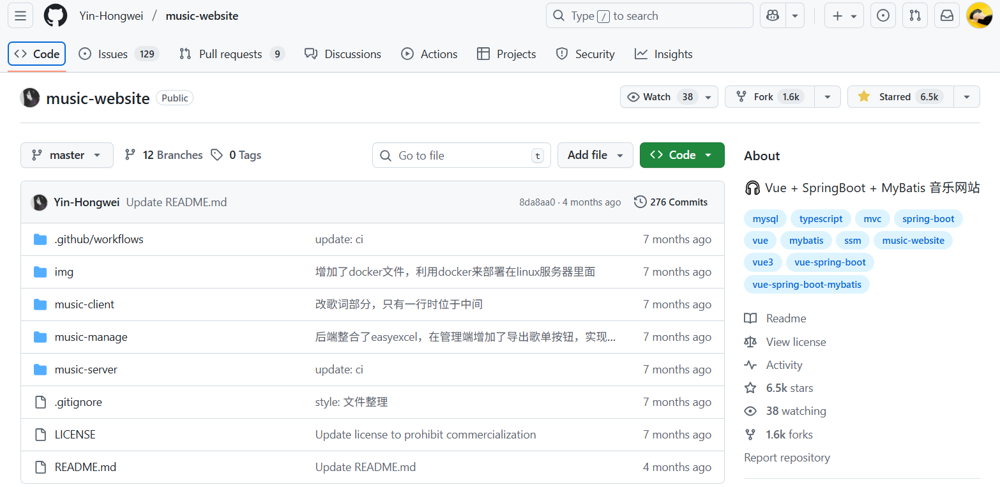 Yin-Hongwei / music-website
Type / to search
Code Issues 129 Pull requests 9 Discussions Actions Projects Security Insights
music-website Public
Watch 38 Fork 1.6k Starred 6.5k
master 12 Branches 0 Tags Go to file t Add file Code
Yin-Hongwei Update README.md 8da8aa0 · 4 months ago 276 Commits
.github/workflows update: ci 7 months ago
img 增加了docker文件，利用docker来部署在linux服务器里面 7 months ago
music-client 改歌词部分，只有一行时位于中间 7 months ago
music-manage 后端整合了easyexcel，在管理端增加了导出歌单按钮，实现... 7 months ago
music-server update: ci 7 months ago
.gitignore style: 文件整理 7 months ago
LICENSE Update license to prohibit commercialization 7 months ago
README.md Update README.md 4 months ago
About
Vue + SpringBoot + MyBatis 音乐网站
mysql typescript mvc spring-boot
vue mybatis ssm music-website
vue3 vue-spring-boot
vue-spring-boot-mybatis
Readme
View license
Activity
6.5k stars
38 watching
1.6k forks
Report repository